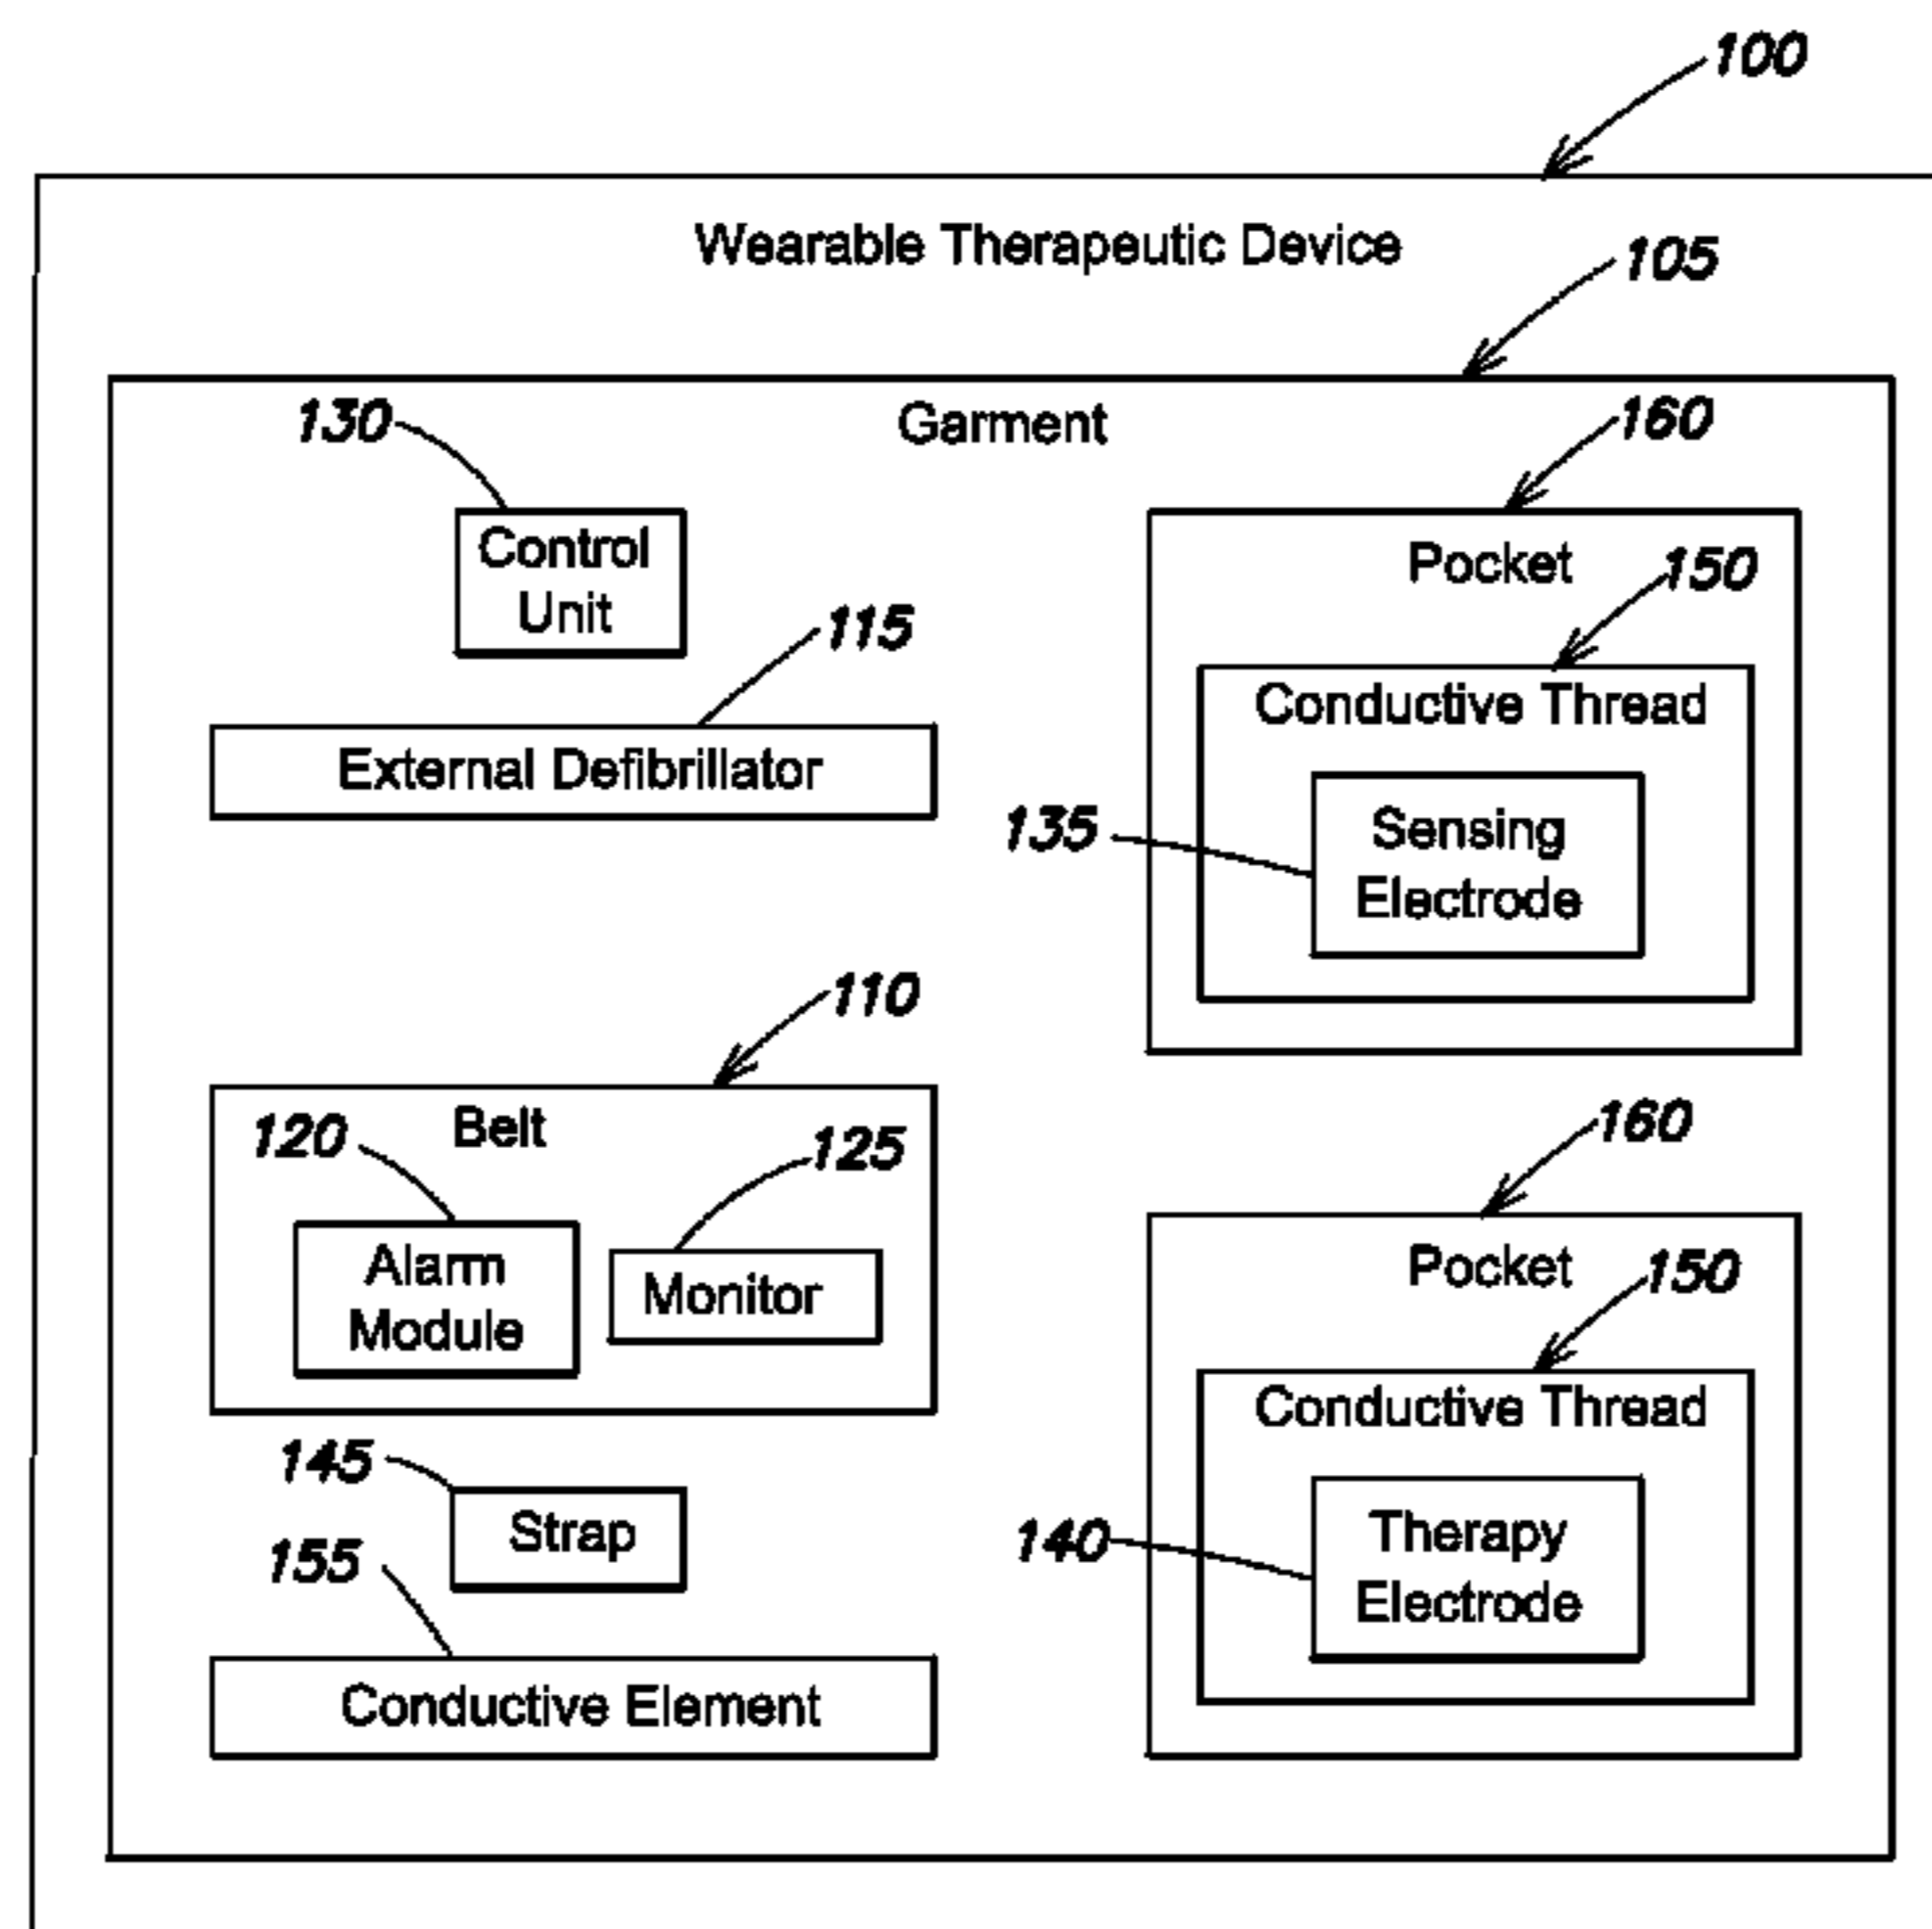 100
Wearable Therapeutic Device
105
Garment
130
160
Control
Unit
Pocket
150
115
Conductive Thread
External Defibrillator
135
Sensing
Electrode
110
Belt
120
125
160
Alarm
Module
Monitor
Pocket
150
Conductive Thread
145
Strap
140
Therapy
Electrode
155
Conductive Element